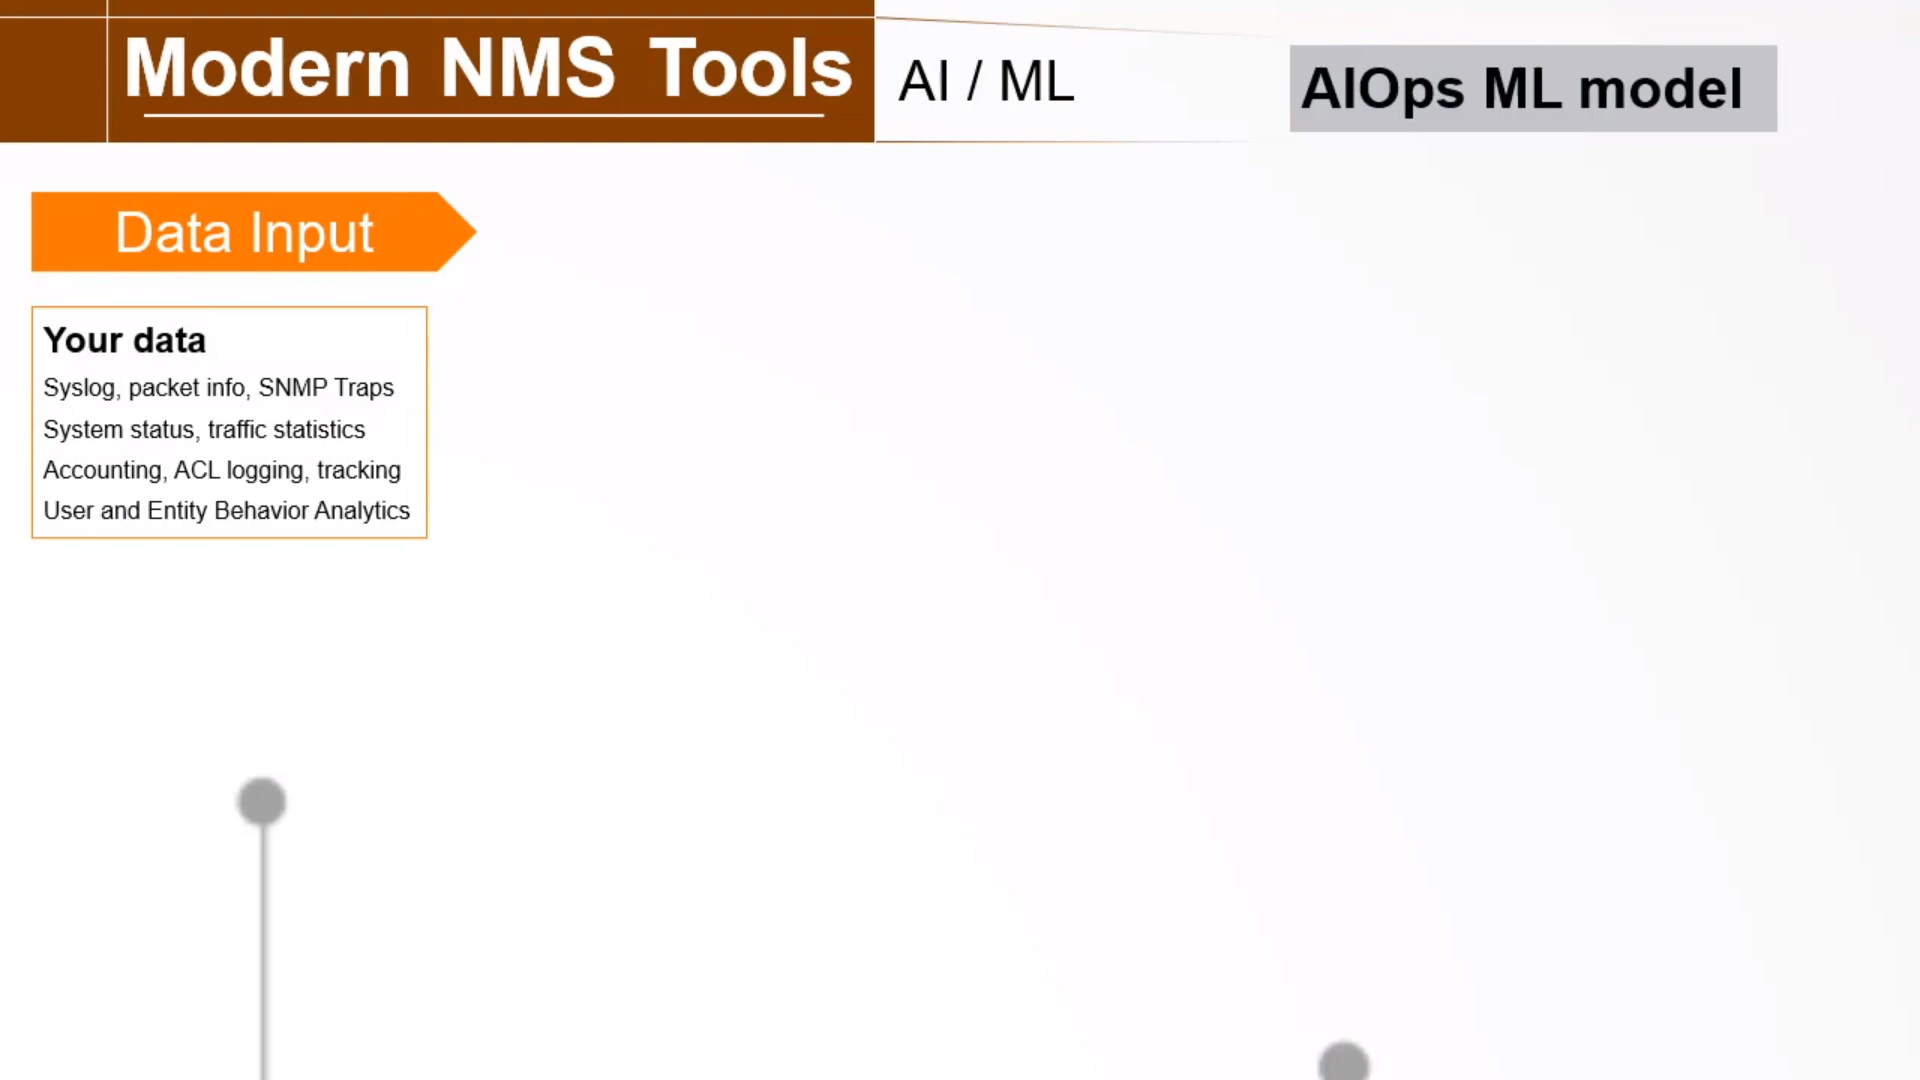 Modern NMS Tools
AI / ML
AIOps ML model
Data Input
Your data
Syslog, packet info, SNMP Traps
System status, traffic statistics
Accounting, ACL logging, tracking
User and Entity Behavior Analytics